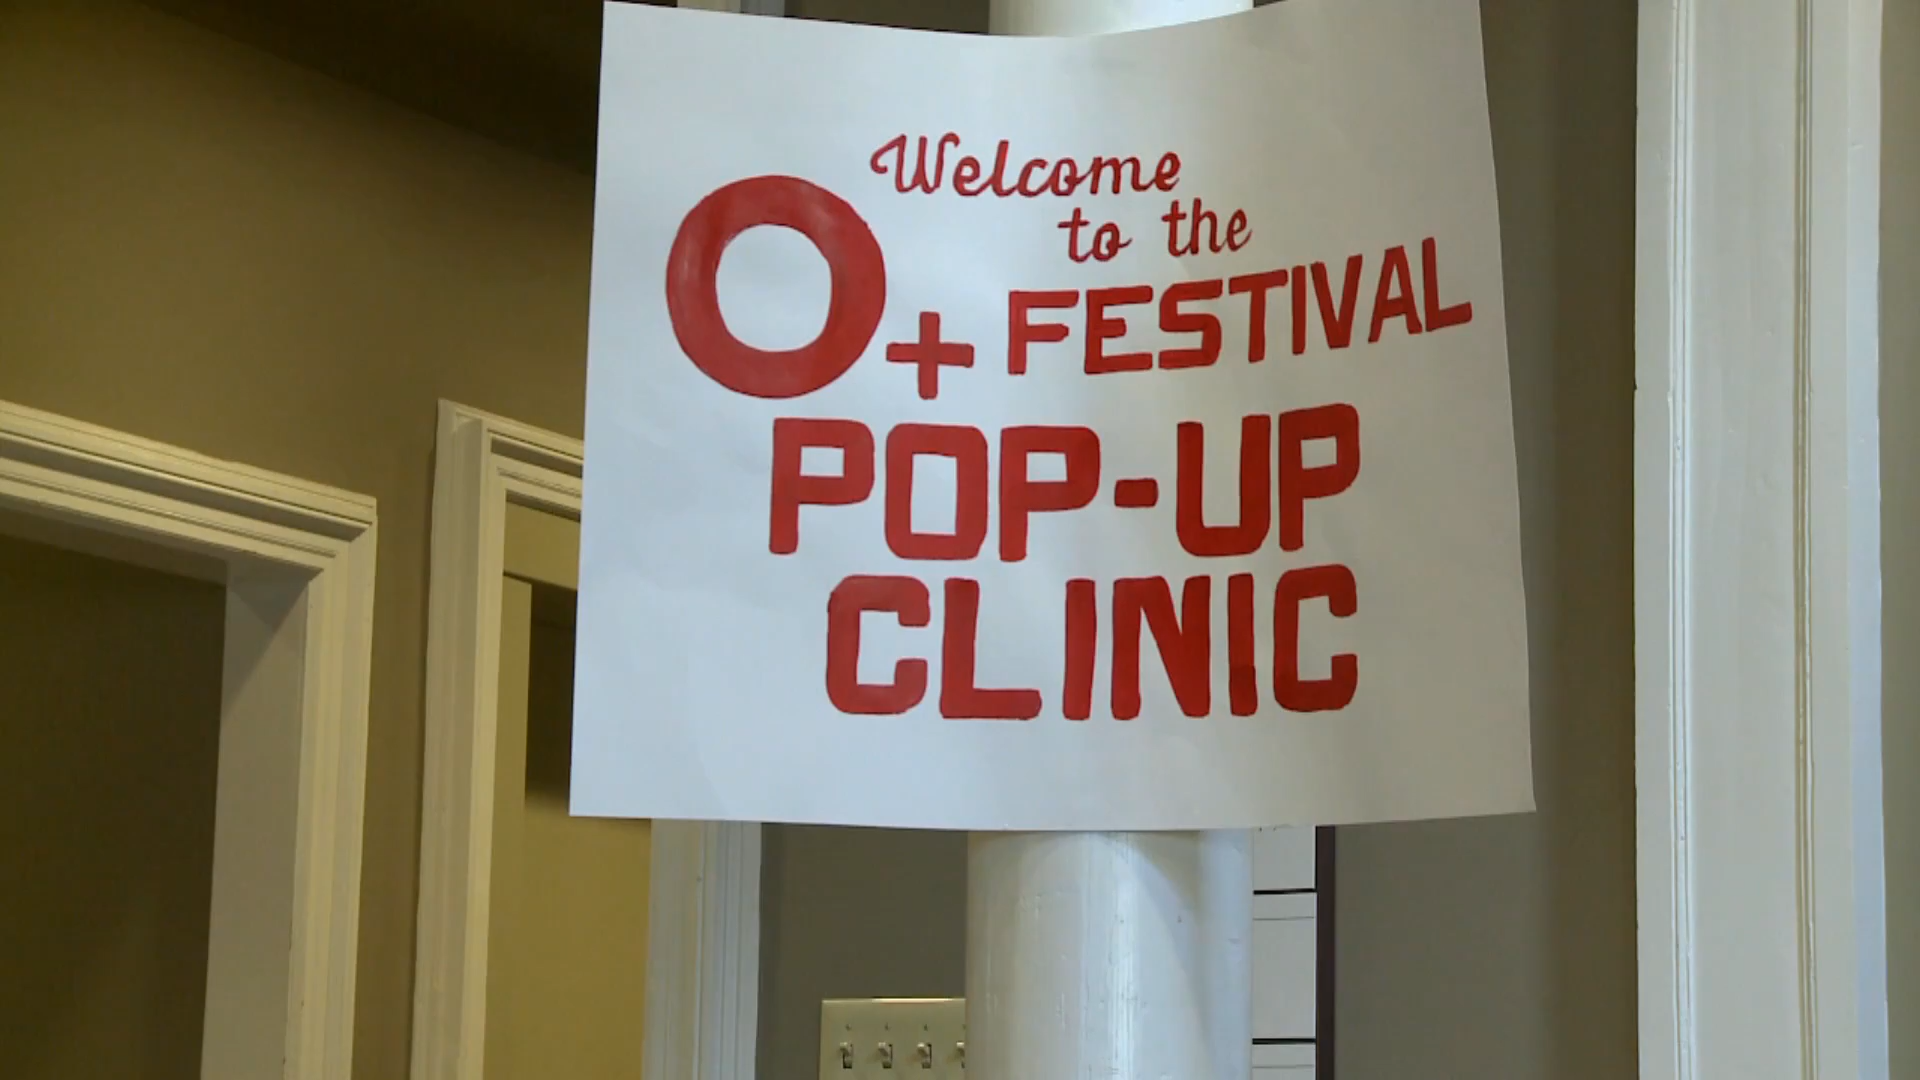 Welcome
to the
O+ FESTIVAL
POP-UP
CLINIC